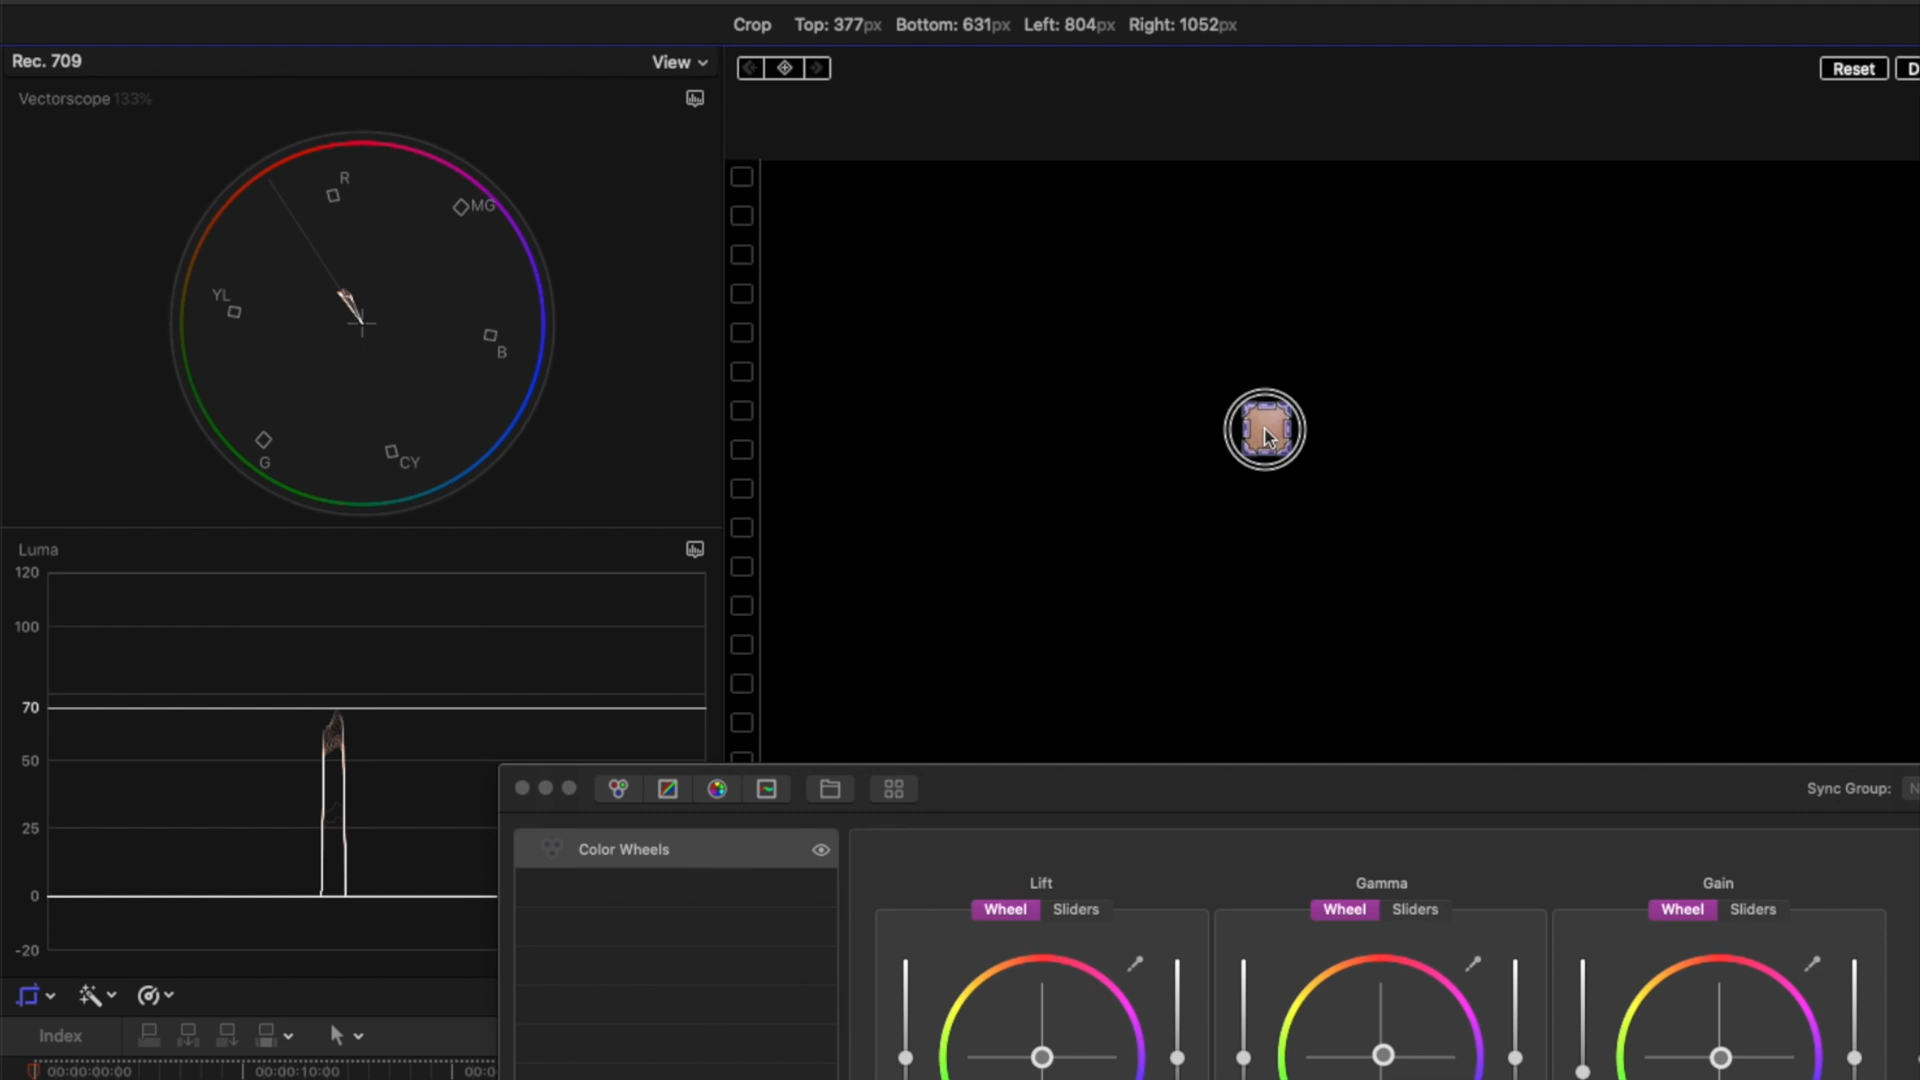 Crop Top: 377px Bottom: 631px Left: 804px Right: 1052px
Rec. 709 View
Reset D
Vectorscope 133%
R
MG
YL
B
G
CY
Luma
120
100
70
50
25
0
-20
Sync Group: N
Color Wheels
Lift Gamma Gain
Wheel Sliders Wheel Sliders Wheel Sliders
Index
00:00:00:00 00:00:10:00 00:0